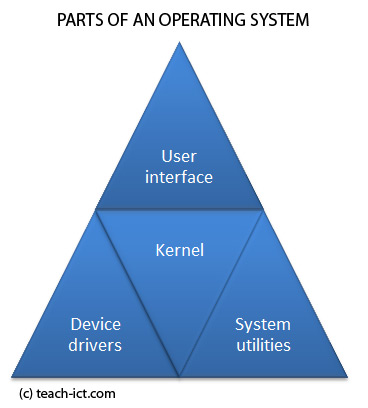 PARTS OF AN OPERATING SYSTEM
User
interface
Kernel
Device
drivers
System
utilities
(c) teach-ict.com